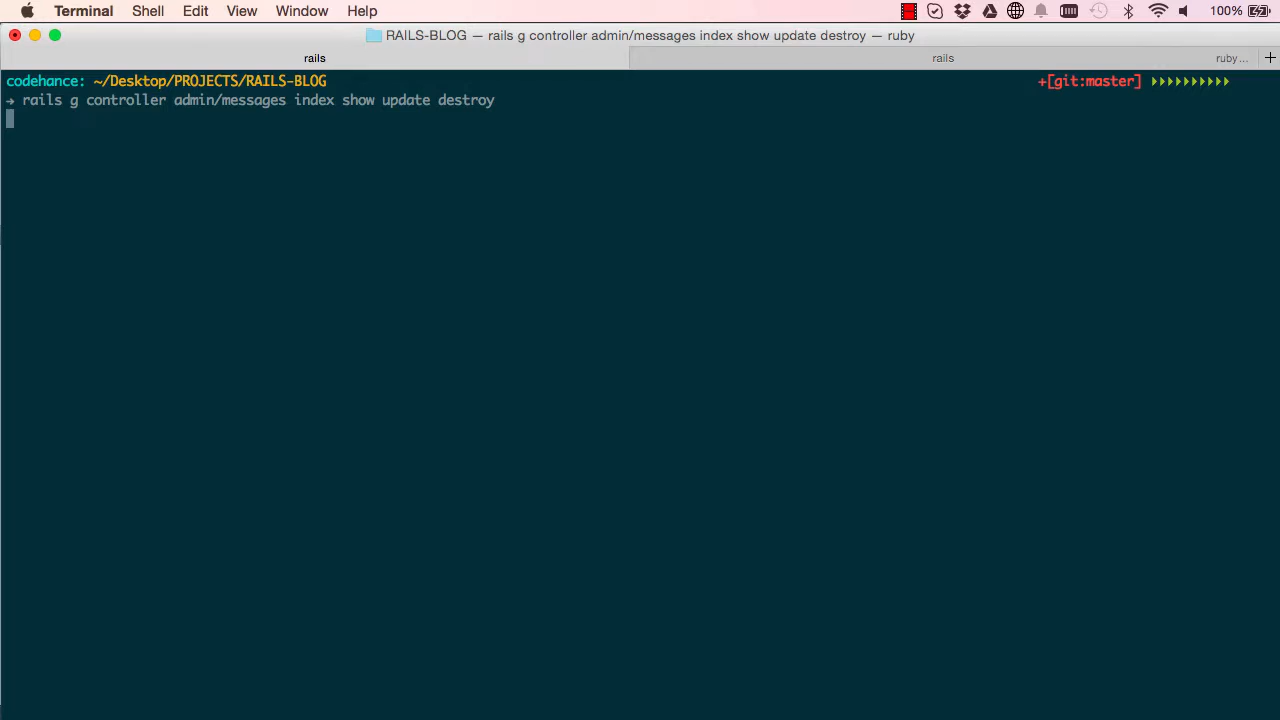 Terminal Shell Edit View Window Help 100%
RAILS-BLOG — rails g controller admin/messages index show update destroy — ruby
rails rails ruby... +
codehance: ~/Desktop/PROJECTS/RAILS-BLOG +[git:master]
→ rails g controller admin/messages index show update destroy